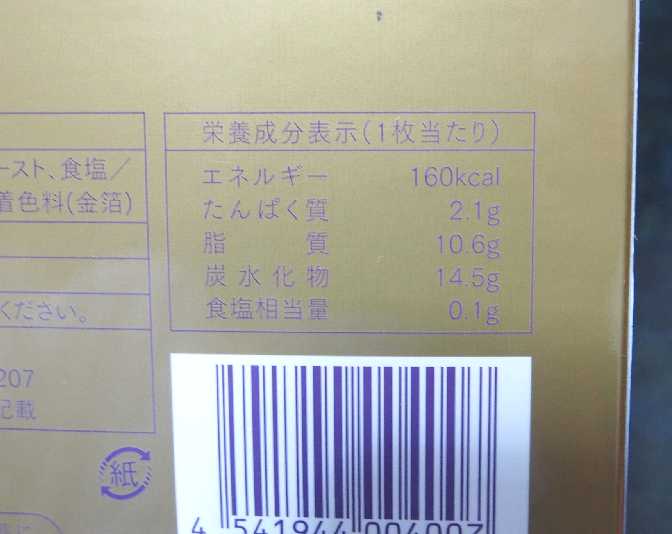 栄養成分表示(1枚当たり)
エネルギー 160kcal
たんぱく質 2.1g
脂質 10.6g
炭水化物 14.5g
食塩相当量 0.1g
ースト、食塩/
着色料(金箔)
ください。
207
記載
紙
4 541944 004007